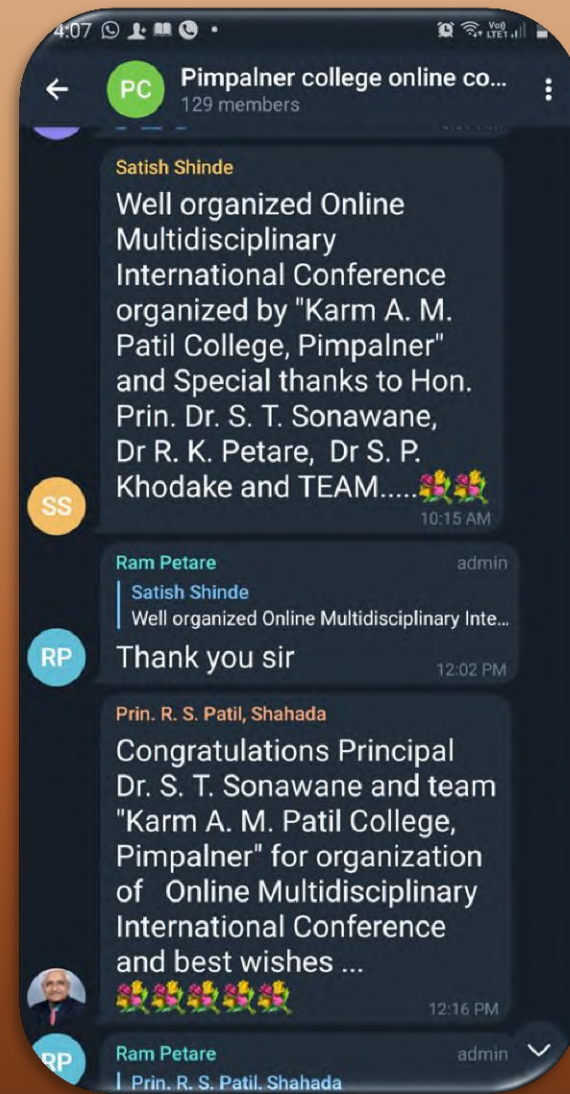 4:07
Vo))
LTE1
PC
Pimpalner college online co...
129 members
Satish Shinde
Well organized Online
Multidisciplinary
International Conference
organized by "Karm A. M.
Patil College, Pimpalner"
and Special thanks to Hon.
Prin. Dr. S. T. Sonawane,
Dr R. K. Petare, Dr S. P.
Khodake and TEAM.....💐💐
SS
10:15 AM
Ram Petare admin
Satish Shinde
Well organized Online Multidisciplinary Inte...
RP
Thank you sir
12:02 PM
Prin. R. S. Patil, Shahada
Congratulations Principal
Dr. S. T. Sonawane and team
"Karm A. M. Patil College,
Pimpalner" for organization
of Online Multidisciplinary
International Conference
and best wishes ...
💐💐💐💐💐
12:16 PM
RP
Ram Petare admin
Prin. R. S. Patil, Shahada